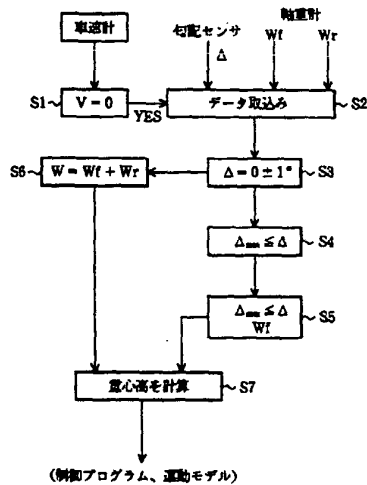 車速計
勾配センサ
Δ
軸重計
Wf Wr
S1 V = 0 YES データ取込み S2
S6 W = Wf + Wr Δ = 0 ± 1° S3
≦ Δ S4
≦ Δ
Wf S5
重心高を計算 S7
(制御プログラム、運動モデル)